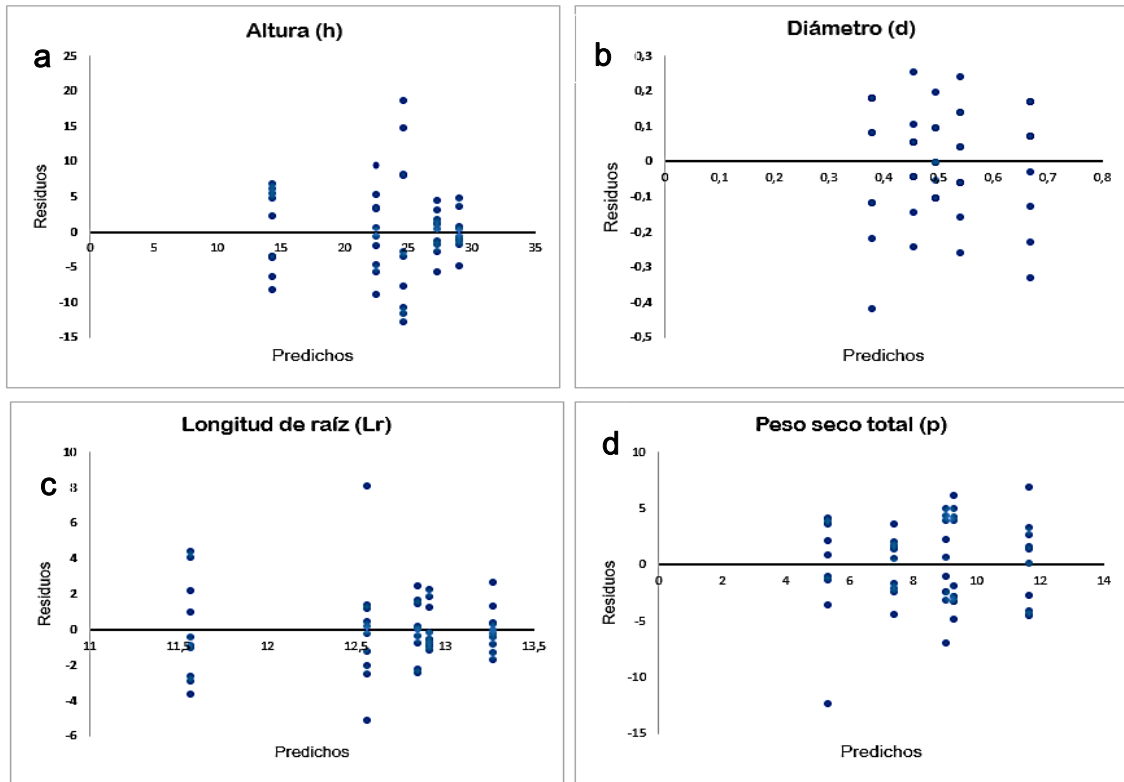 a
Altura (h)
25
20
15
10
5
0
-5
-10
-15
0 5 10 15 20 25 30 35
Residuos
Predichos
b
Diámetro (d)
0,3
0,2
0,1
0
-0,1
-0,2
-0,3
-0,4
-0,5
0 0,1 0,2 0,3 0,4 0,5 0,6 0,7 0,8
Residuos
Predichos
c
Longitud de raíz (Lr)
10
8
6
4
2
0
-2
-4
-6
11 11,5 12 12,5 13 13,5
Residuos
Predichos
d
Peso seco total (p)
10
5
0
-5
-10
-15
0 2 4 6 8 10 12 14
Residuos
Predichos